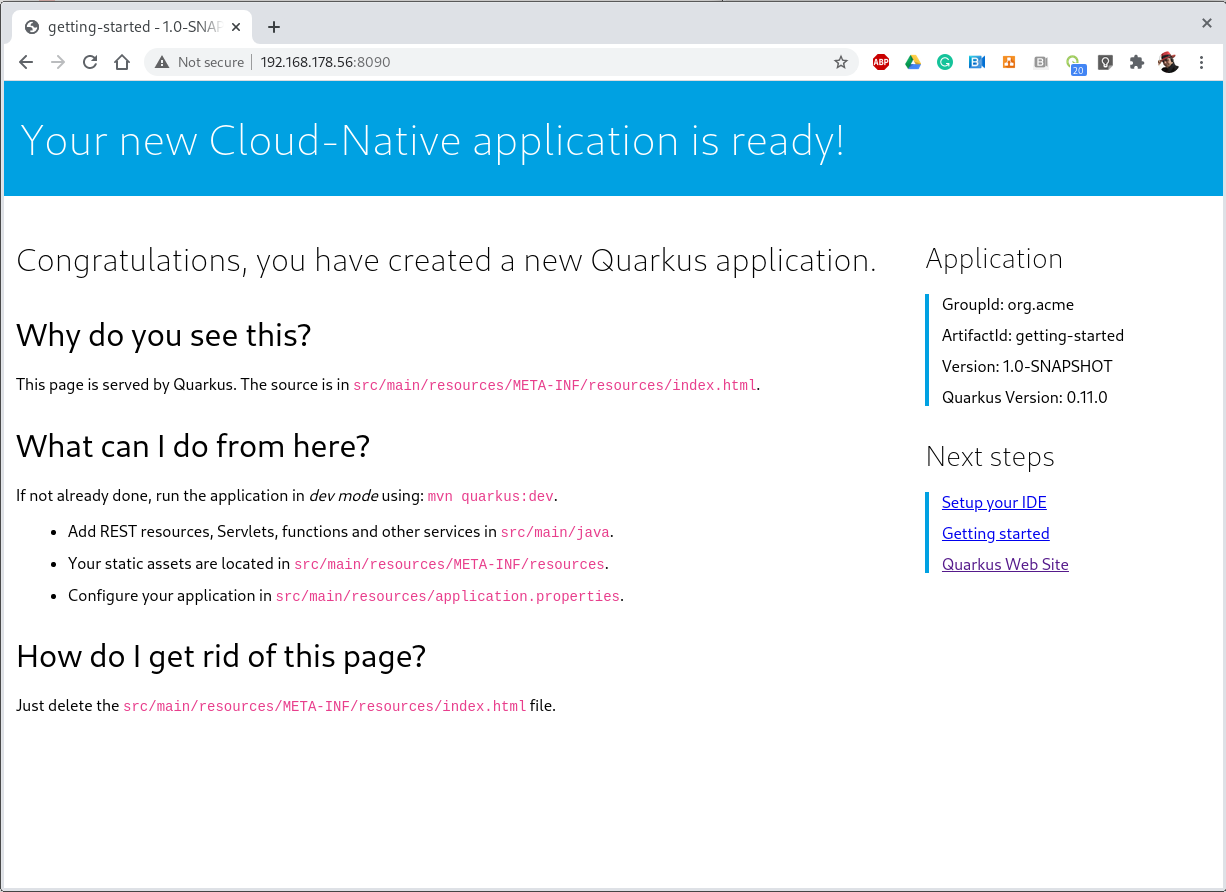 getting-started - 1.0-SNAP
Not secure 192.168.178.56:8090
ABP
20
Your new Cloud-Native application is ready!
Congratulations, you have created a new Quarkus application.
Why do you see this?
This page is served by Quarkus. The source is in src/main/resources/META-INF/resources/index.html.
What can I do from here?
If not already done, run the application in dev mode using: mvn quarkus:dev.
• Add REST resources, Servlets, functions and other services in src/main/java.
• Your static assets are located in src/main/resources/META-INF/resources.
• Configure your application in src/main/resources/application.properties.
How do I get rid of this page?
Just delete the src/main/resources/META-INF/resources/index.html file.
Application
GroupId: org.acme
ArtifactId: getting-started
Version: 1.0-SNAPSHOT
Quarkus Version: 0.11.0
Next steps
Setup your IDE
Getting started
Quarkus Web Site